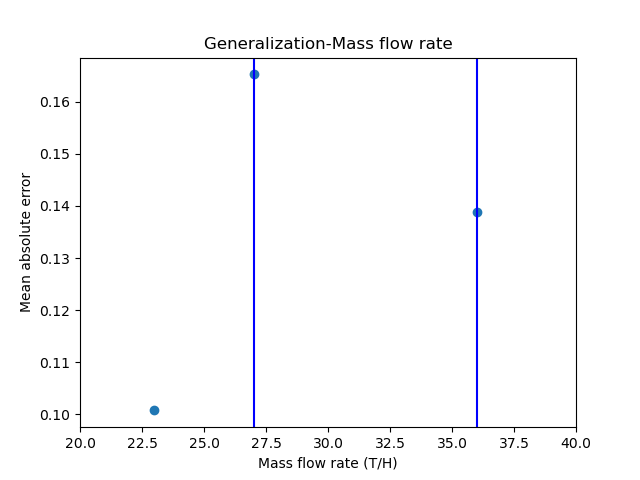 Generalization-Mass flow rate
Mean absolute error
0.16
0.15
0.14
0.13
0.12
0.11
0.10
20.0 22.5 25.0 27.5 30.0 32.5 35.0 37.5 40.0
Mass flow rate (T/H)